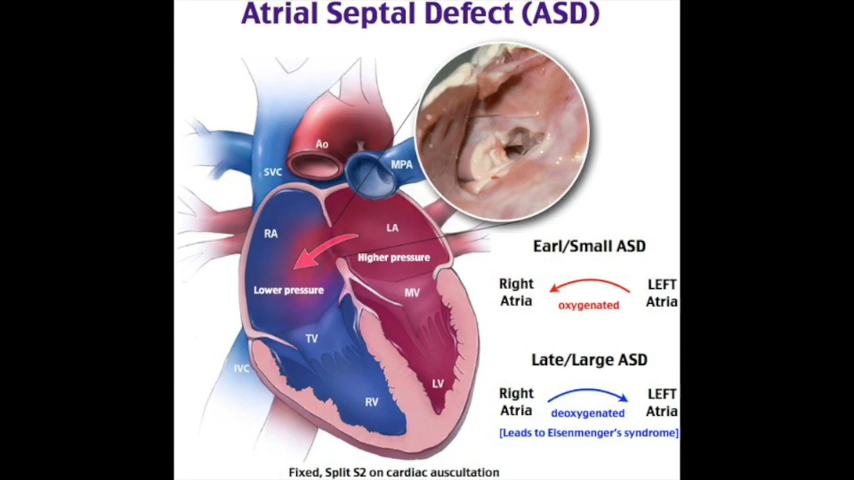 Atrial Septal Defect (ASD)
Ao
SVC
MPA
RA
LA
Higher pressure
Lower pressure
MV
TV
IVC
LV
RV
Earl/Small ASD
Right
Atria
oxygenated
LEFT
Atria
Late/Large ASD
Right
Atria
deoxygenated
LEFT
Atria
[Leads to Eisenmenger's syndrome]
Fixed, Split S2 on cardiac auscultation